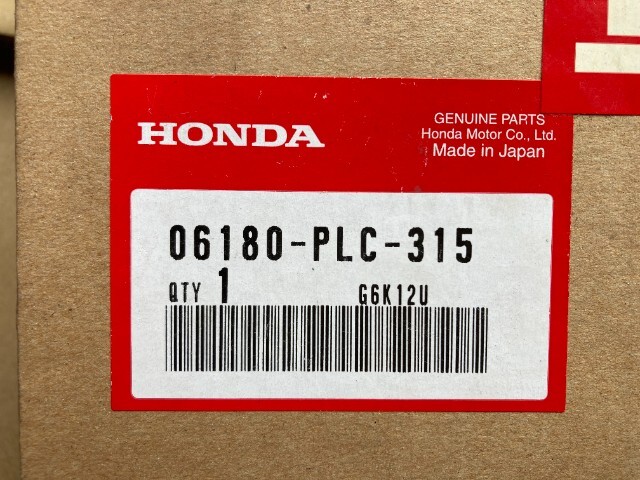 HONDA
GENUINE PARTS
Honda Motor Co., Ltd.
Made in Japan
06180-PLC-315
QTY 1 G6K12U